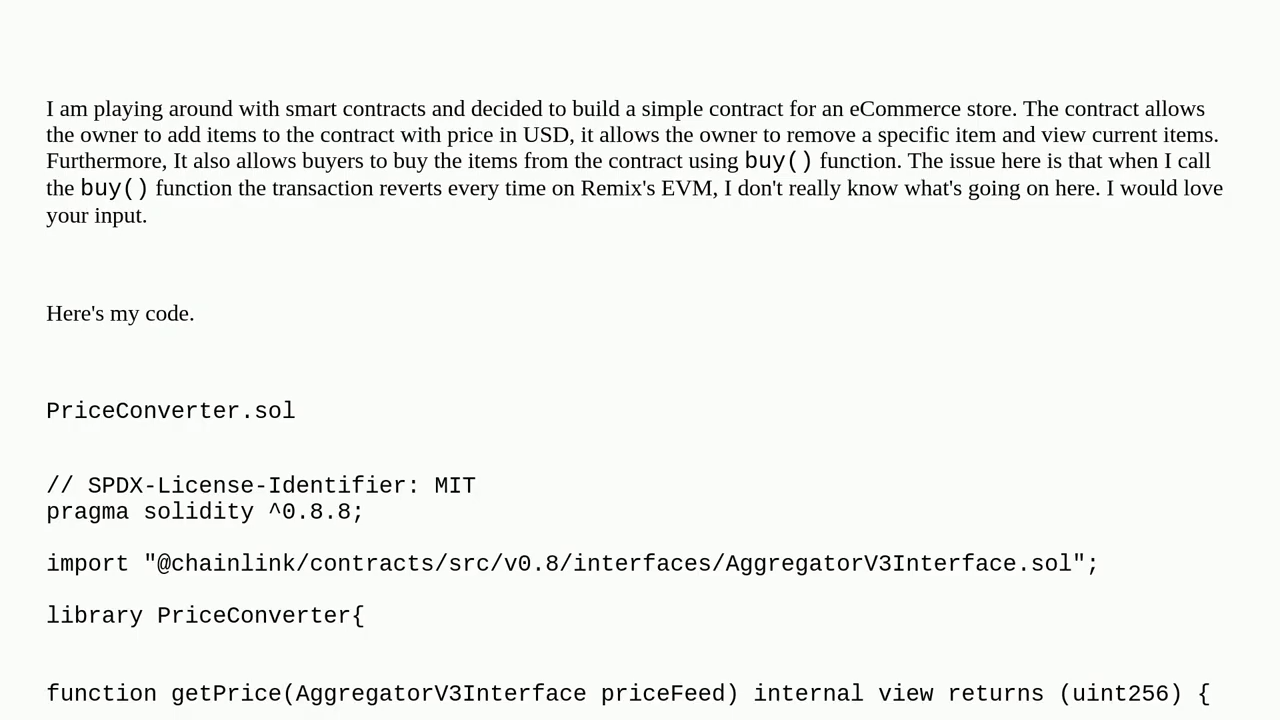 I am playing around with smart contracts and decided to build a simple contract for an eCommerce store. The contract allows
the owner to add items to the contract with price in USD, it allows the owner to remove a specific item and view current items.
Furthermore, It also allows buyers to buy the items from the contract using buy() function. The issue here is that when I call
the buy() function the transaction reverts every time on Remix's EVM, I don't really know what's going on here. I would love
your input.
Here's my code.
PriceConverter.sol
// SPDX-License-Identifier: MIT
pragma solidity ^0.8.8;
import "@chainlink/contracts/src/v0.8/interfaces/AggregatorV3Interface.sol";
library PriceConverter{
function getPrice(AggregatorV3Interface priceFeed) internal view returns (uint256) {